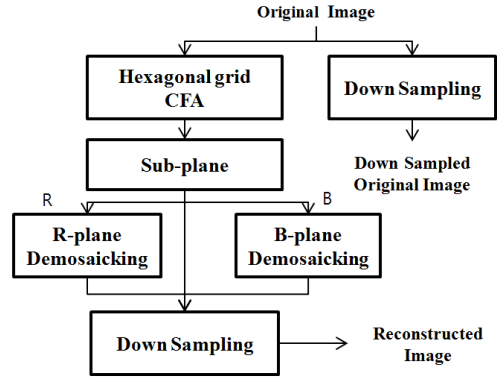 Original Image
Hexagonal grid
CFA
Down Sampling
Sub-plane
Down Sampled
Original Image
R
B
R-plane
Demosaicking
B-plane
Demosaicking
Down Sampling
Reconstructed
Image